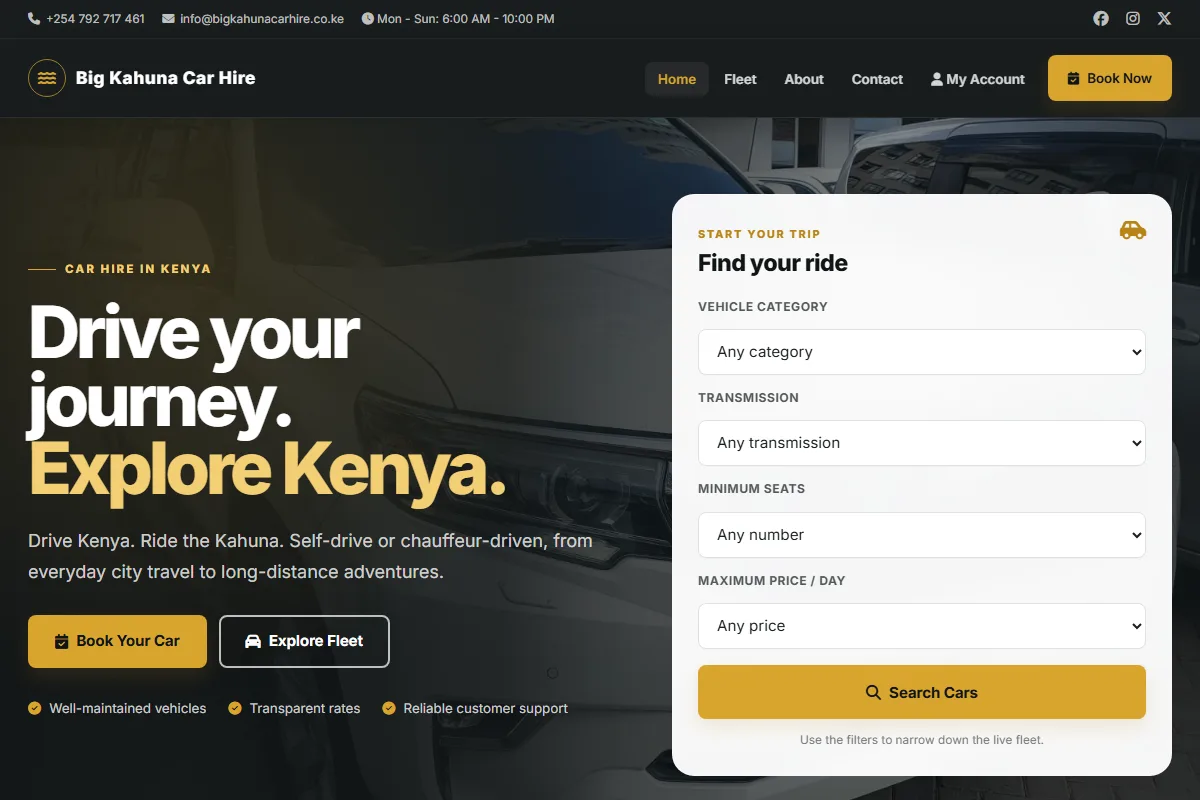 +254 792 717 461
info@bigkahunacarhire.co.ke
Mon - Sun: 6:00 AM - 10:00 PM
Big Kahuna Car Hire
Home
Fleet
About
Contact
My Account
Book Now
CAR HIRE IN KENYA
Drive your
journey.
Explore Kenya.
Drive Kenya. Ride the Kahuna. Self-drive or chauffeur-driven, from
everyday city travel to long-distance adventures.
Book Your Car
Explore Fleet
Well-maintained vehicles
Transparent rates
Reliable customer support
START YOUR TRIP
Find your ride
VEHICLE CATEGORY
Any category
TRANSMISSION
Any transmission
MINIMUM SEATS
Any number
MAXIMUM PRICE / DAY
Any price
Search Cars
Use the filters to narrow down the live fleet.